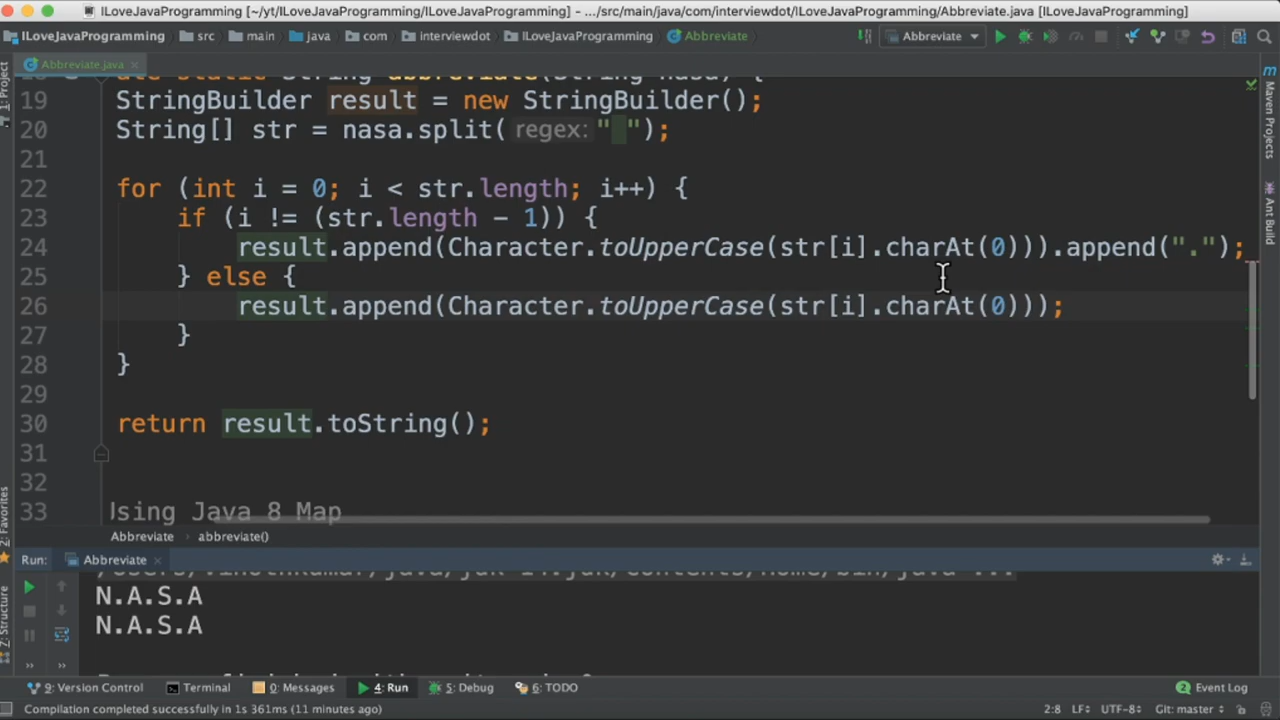 ILoveJavaProgramming [~/yt/ILoveJavaProgramming/ILoveJavaProgramming] – .../src/main/java/com/interviewdot/ILoveJavaProgramming/Abbreviate.java [ILoveJavaProgramming]
ILoveJavaProgramming src main java com interviewdot ILoveJavaProgramming Abbreviate Abbreviate
Abbreviate.java
static String abbreviate(String nasa) {
19 StringBuilder result = new StringBuilder();
20 String[] str = nasa.split( regex: " ");
21
22 for (int i = 0; i < str.length; i++) {
23 if (i != (str.length - 1)) {
24 result.append(Character.toUpperCase(str[i].charAt(0))).append(".");
25 } else {
26 result.append(Character.toUpperCase(str[i].charAt(0)));
27 }
28 }
29
30 return result.toString();
31
32
33 Using Java 8 Map
Abbreviate abbreviate()
Run: Abbreviate
N.A.S.A
N.A.S.A
9: Version Control Terminal 0: Messages 4: Run 5: Debug 6: TODO 2 Event Log
Compilation completed successfully in 1s 361ms (11 minutes ago) 2:8 LF÷ UTF-8÷ Git: master÷
1: Project
2: Favorites
7: Structure
m
Maven Projects
Ant Build